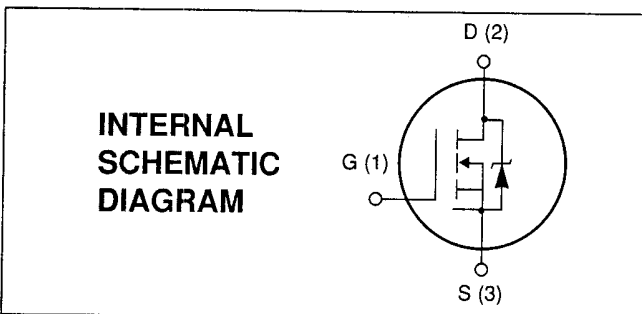 D (2)
INTERNAL
SCHEMATIC
DIAGRAM
G (1)
S (3)